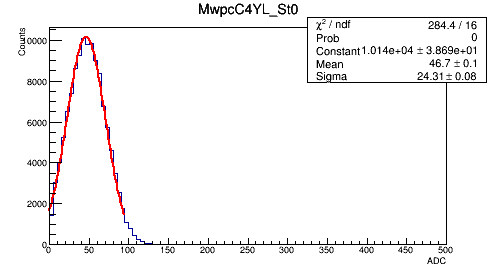 MwpcC4YL_St0
χ² / ndf 284.4 / 16
Prob 0
Constant 1.014e+04 ± 3.869e+01
Mean 46.7 ± 0.1
Sigma 24.31 ± 0.08
Counts
10000
8000
6000
4000
2000
0
0 50 100 150 200 250 300 350 400 450 500
ADC